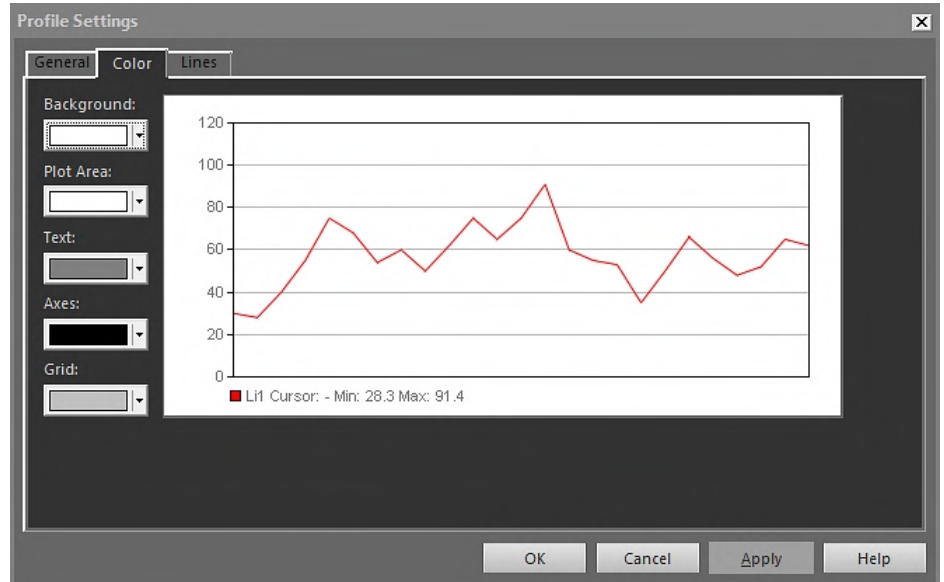 Profile Settings
General Color Lines
Background:
Plot Area:
Text:
Axes:
Grid:
120
100
80
60
40
20
0
Li1 Cursor: - Min: 28.3 Max: 91.4
OK Cancel Apply Help